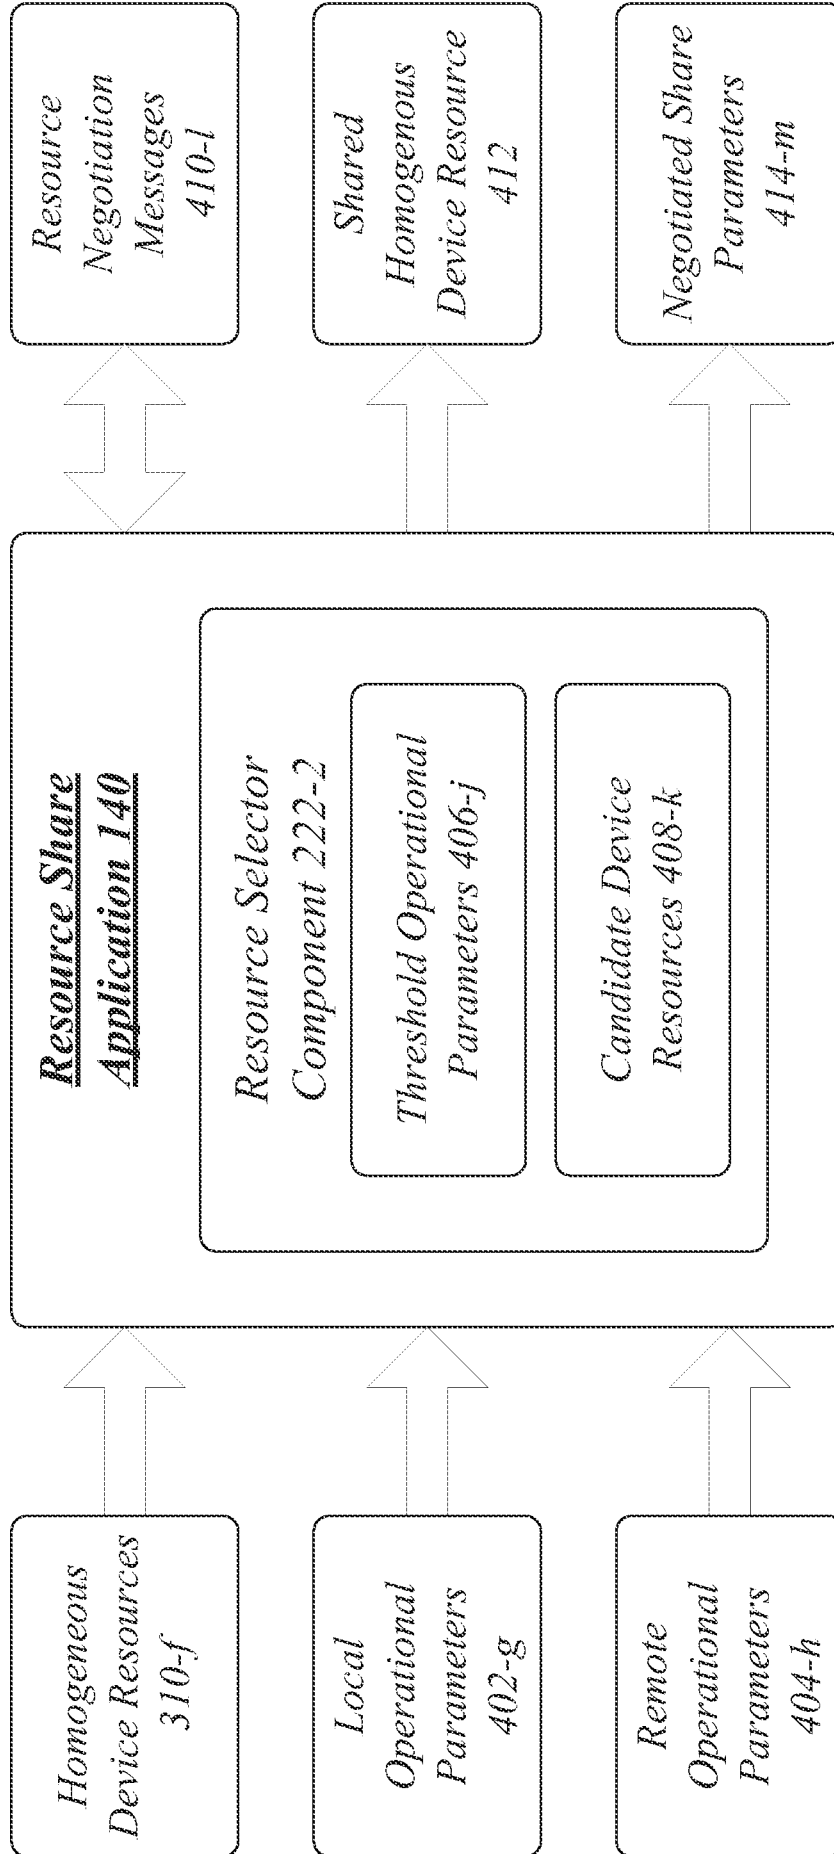 Homogeneous
Device Resources
310-f
Local
Operational
Parameters
402-g
Remote
Operational
Parameters
404-h
Resource Share
Application 140
Resource Selector
Component 222-2
Threshold Operational
Parameters 406-j
Candidate Device
Resources 408-k
Resource
Negotiation
Messages
410-l
Shared
Homogenous
Device Resource
412
Negotiated Share
Parameters
414-m